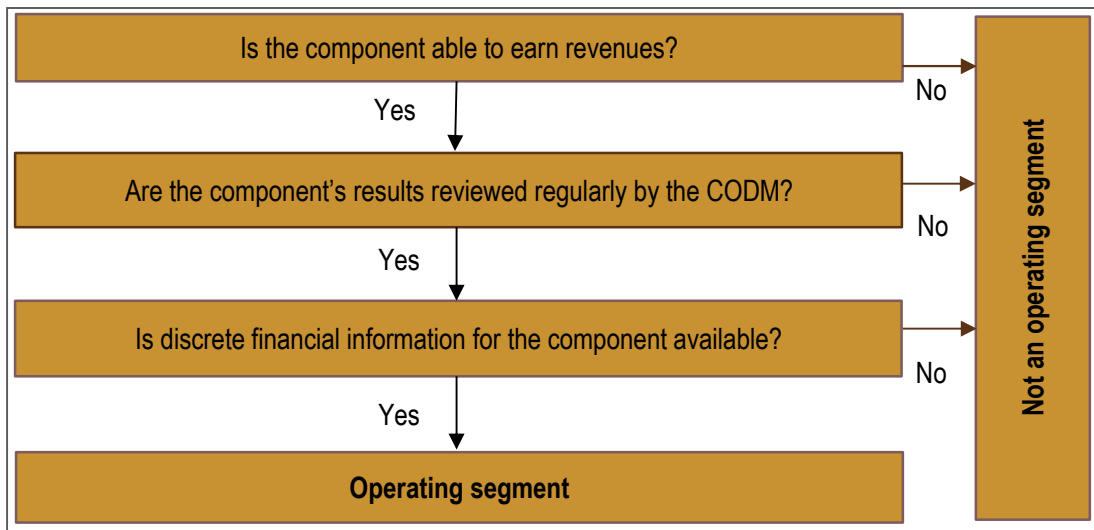 Is the component able to earn revenues?
No
Yes
Are the component's results reviewed regularly by the CODM?
No
Yes
Is discrete financial information for the component available?
No
Yes
Operating segment
Not an operating segment